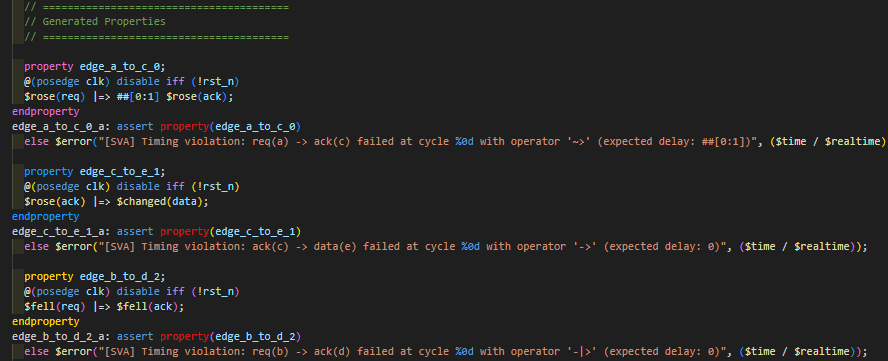 // ========================================
// Generated Properties
// ========================================
property edge_a_to_c_0;
@(posedge clk) disable iff (!rst_n)
$rose(req) |=> ##[0:1] $rose(ack);
endproperty
edge_a_to_c_0_a: assert property(edge_a_to_c_0)
else $error("[SVA] Timing violation: req(a) -> ack(c) failed at cycle %0d with operator '~>' (expected delay: ##[0:1])", ($time / $realtime)
property edge_c_to_e_1;
@(posedge clk) disable iff (!rst_n)
$rose(ack) |=> $changed(data);
endproperty
edge_c_to_e_1_a: assert property(edge_c_to_e_1)
else $error("[SVA] Timing violation: ack(c) -> data(e) failed at cycle %0d with operator '->' (expected delay: 0)", ($time / $realtime));
property edge_b_to_d_2;
@(posedge clk) disable iff (!rst_n)
$fell(req) |=> $fell(ack);
endproperty
edge_b_to_d_2_a: assert property(edge_b_to_d_2)
else $error("[SVA] Timing violation: req(b) -> ack(d) failed at cycle %0d with operator '-|>' (expected delay: 0)", ($time / $realtime));